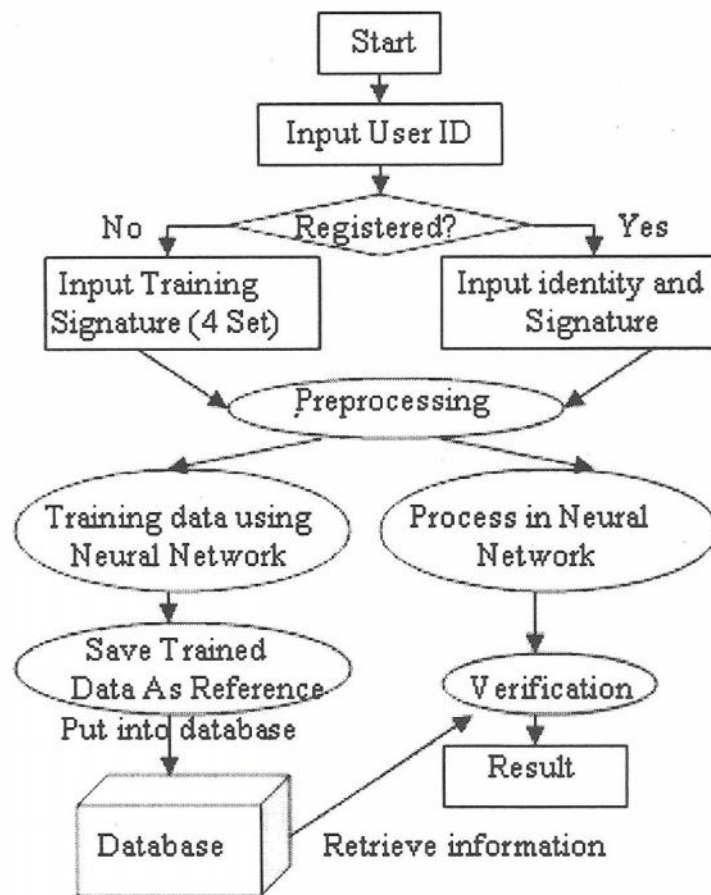 Start
Input User ID
Registered?
No
Yes
Input Training
Signature (4 Set)
Input identity and
Signature
Preprocessing
Training data using
Neural Network
Process in Neural
Network
Save Trained
Data As Reference
Verification
Put into database
Result
Database
Retrieve information